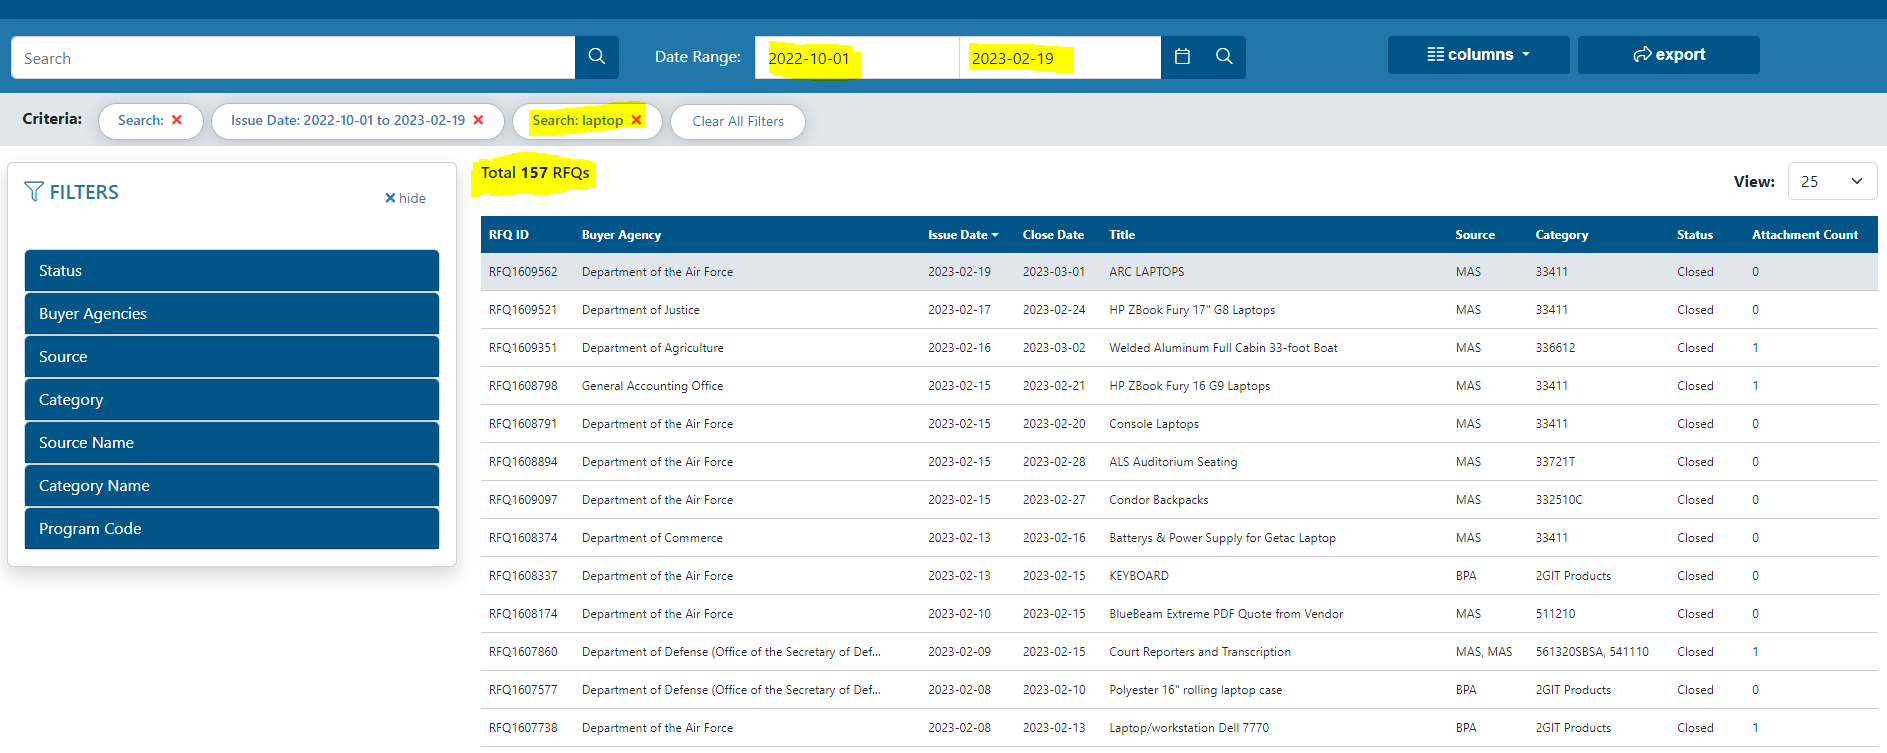 Search
Date Range: 2022-10-01 2023-02-19
columns
export
Criteria: Search: × Issue Date: 2022-10-01 to 2023-02-19 × Search: laptop × Clear All Filters
FILTERS
× hide
Status
Buyer Agencies
Source
Category
Source Name
Category Name
Program Code
Total 157 RFQs
View: 25
RFQ ID Buyer Agency Issue Date Close Date Title Source Category Status Attachment Count
RFQ1609562 Department of the Air Force 2023-02-19 2023-03-01 ARC LAPTOPS MAS 33411 Closed 0
RFQ1609521 Department of Justice 2023-02-17 2023-02-24 HP ZBook Fury 17" G8 Laptops MAS 33411 Closed 0
RFQ1609351 Department of Agriculture 2023-02-16 2023-03-02 Welded Aluminum Full Cabin 33-foot Boat MAS 336612 Closed 1
RFQ1608798 General Accounting Office 2023-02-15 2023-02-21 HP ZBook Fury 16 G9 Laptops MAS 33411 Closed 1
RFQ1608791 Department of the Air Force 2023-02-15 2023-02-20 Console Laptops MAS 33411 Closed 0
RFQ1608894 Department of the Air Force 2023-02-15 2023-02-28 ALS Auditorium Seating MAS 33721T Closed 0
RFQ1609097 Department of the Air Force 2023-02-15 2023-02-27 Condor Backpacks MAS 332510C Closed 0
RFQ1608374 Department of Commerce 2023-02-13 2023-02-16 Batterys & Power Supply for Getac Laptop MAS 33411 Closed 0
RFQ1608337 Department of the Air Force 2023-02-13 2023-02-15 KEYBOARD BPA 2GIT Products Closed 0
RFQ1608174 Department of the Air Force 2023-02-10 2023-02-15 BlueBeam Extreme PDF Quote from Vendor MAS 511210 Closed 0
RFQ1607860 Department of Defense (Office of the Secretary of Def... 2023-02-09 2023-02-15 Court Reporters and Transcription MAS, MAS 561320SBSA, 541110 Closed 1
RFQ1607577 Department of Defense (Office of the Secretary of Def... 2023-02-08 2023-02-10 Polyester 16" rolling laptop case BPA 2GIT Products Closed 0
RFQ1607738 Department of the Air Force 2023-02-08 2023-02-13 Laptop/workstation Dell 7770 BPA 2GIT Products Closed 1